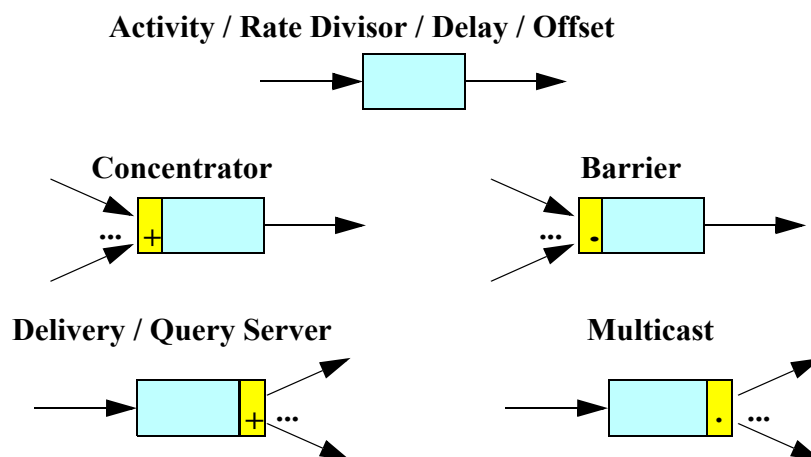 Activity / Rate Divisor / Delay / Offset
Concentrator
Barrier
... +
... .
Delivery / Query Server
Multicast
+ ...
. ...